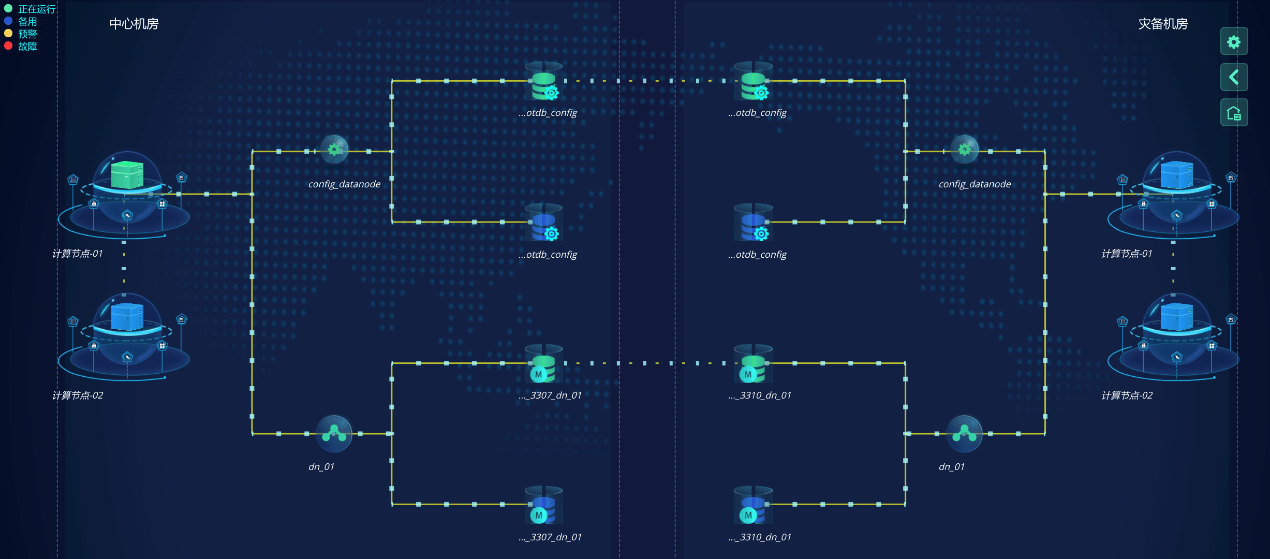 正在运行
备用
预警
故障
中心机房
灾备机房
...otdb_config
...otdb_config
config_datanode
config_datanode
计算节点-01
...otdb_config
...otdb_config
计算节点-01
计算节点-02
..._3307_dn_01
M
..._3310_dn_01
M
计算节点-02
dn_01
dn_01
M
..._3307_dn_01
M
..._3310_dn_01